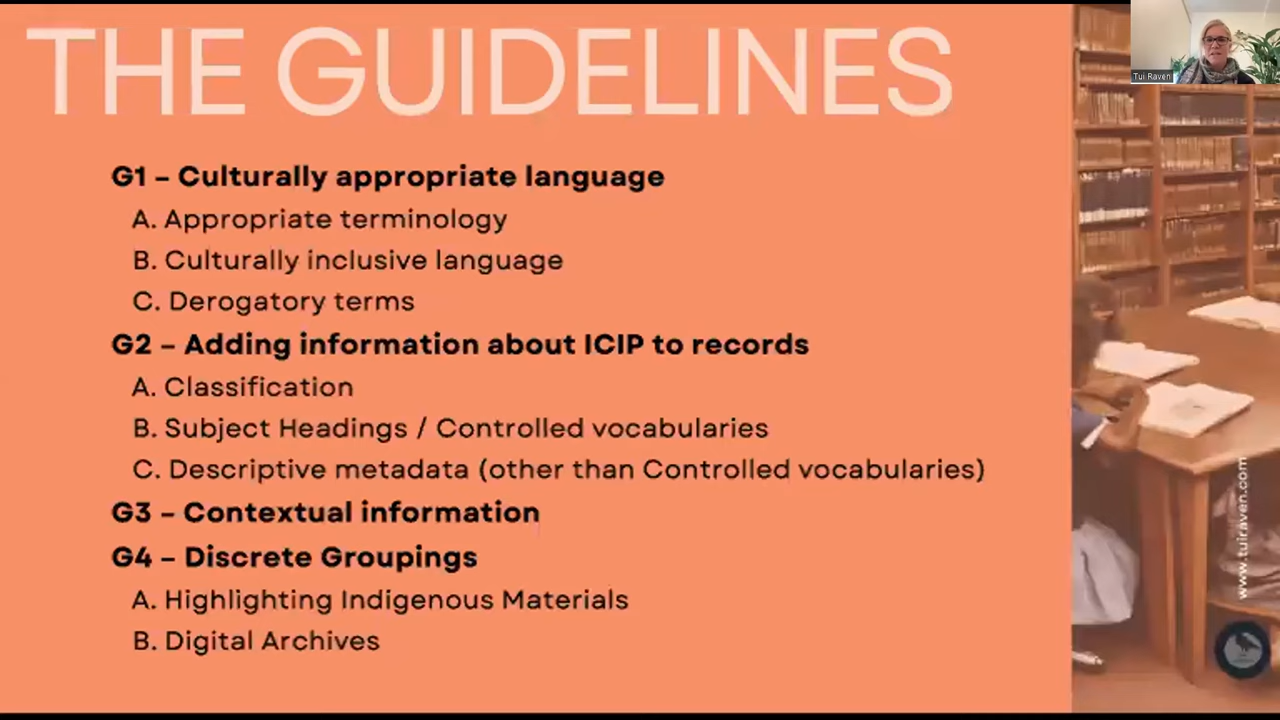 THE GUIDELINES
Tui Raven
G1 – Culturally appropriate language
A. Appropriate terminology
B. Culturally inclusive language
C. Derogatory terms
G2 – Adding information about ICIP to records
A. Classification
B. Subject Headings / Controlled vocabularies
C. Descriptive metadata (other than Controlled vocabularies)
G3 – Contextual information
G4 – Discrete Groupings
A. Highlighting Indigenous Materials
B. Digital Archives
www.tuiraven.com